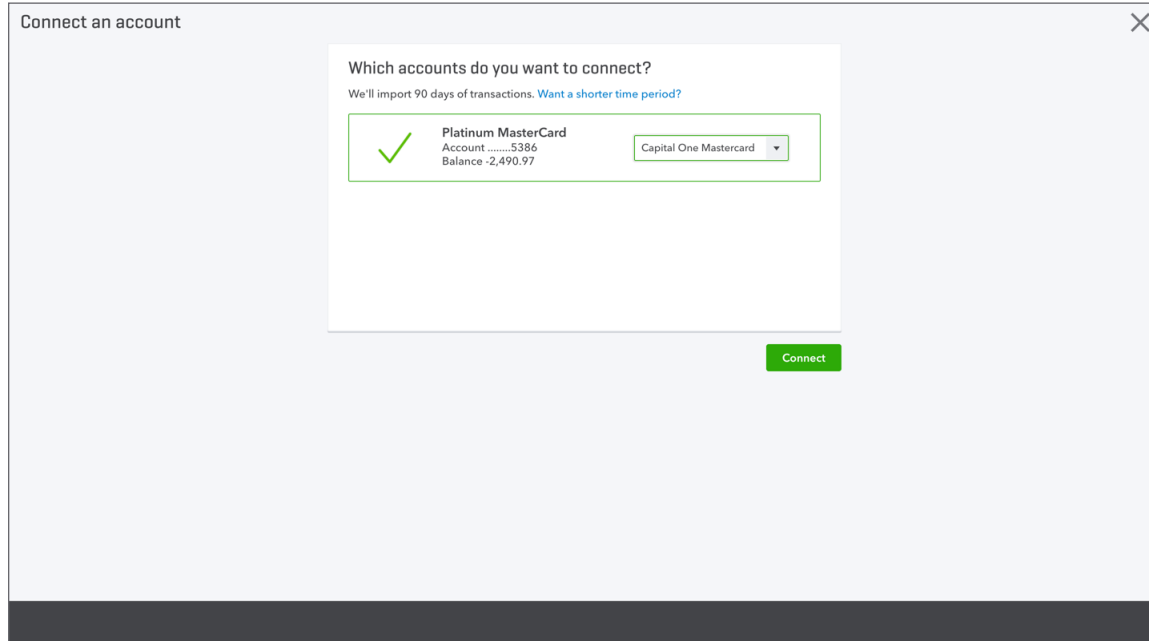 Connect an account
Which accounts do you want to connect?
We'll import 90 days of transactions. Want a shorter time period?
Platinum MasterCard
Account ........5386
Balance -2,490.97
Capital One Mastercard
Connect